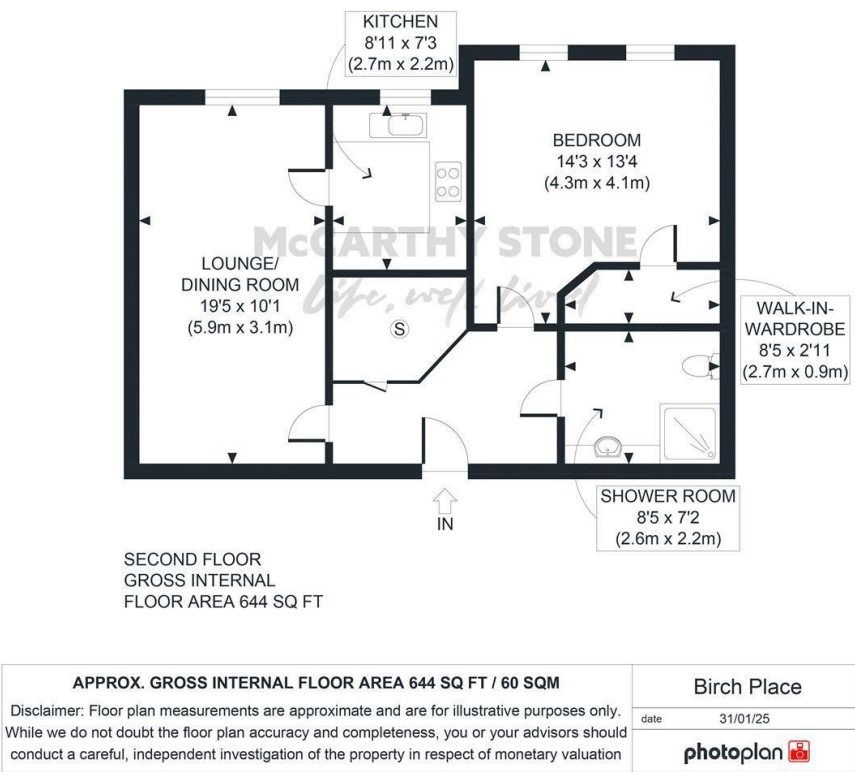 KITCHEN
8'11 x 7'3
(2.7m x 2.2m)
BEDROOM
14'3 x 13'4
(4.3m x 4.1m)
McCARTHY STONE
life, well lived
LOUNGE/
DINING ROOM
19'5 x 10'1
(5.9m x 3.1m)
S
WALK-IN-
WARDROBE
8'5 x 2'11
(2.7m x 0.9m)
SHOWER ROOM
8'5 x 7'2
(2.6m x 2.2m)
IN
SECOND FLOOR
GROSS INTERNAL
FLOOR AREA 644 SQ FT
APPROX. GROSS INTERNAL FLOOR AREA 644 SQ FT / 60 SQM
Disclaimer: Floor plan measurements are approximate and are for illustrative purposes only.
While we do not doubt the floor plan accuracy and completeness, you or your advisors should
conduct a careful, independent investigation of the property in respect of monetary valuation
Birch Place
date 31/01/25
photoplan